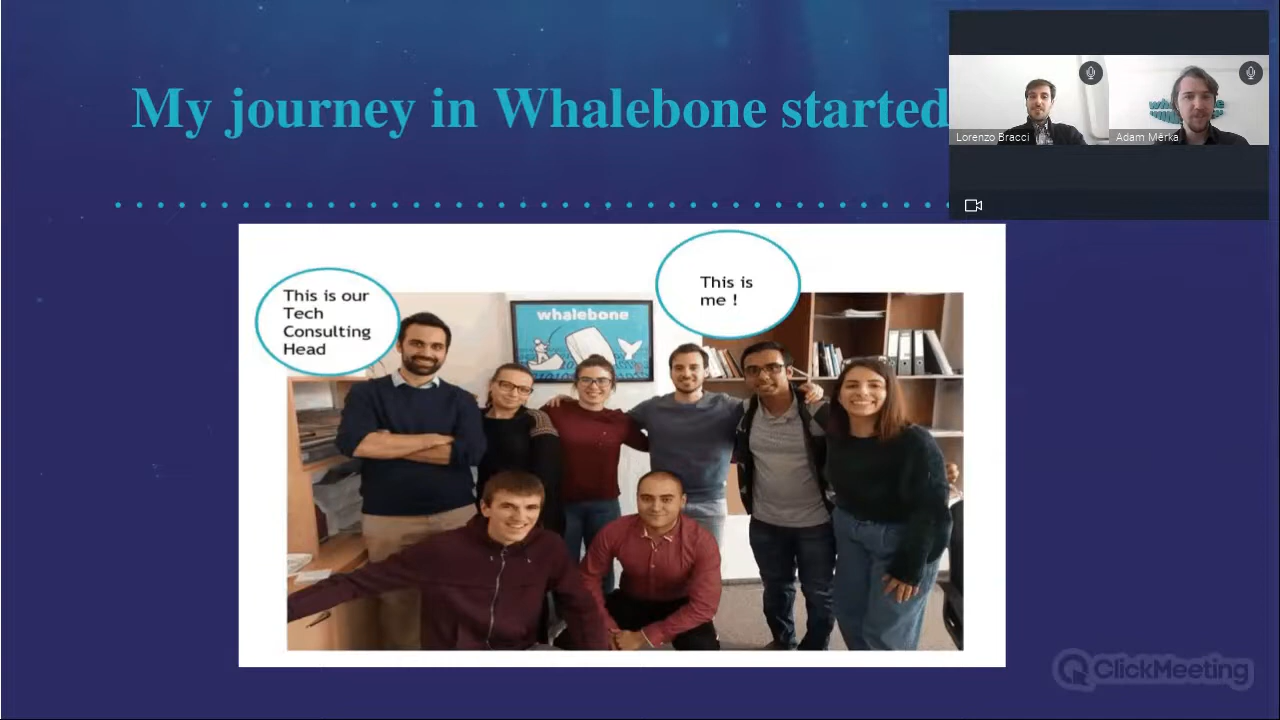 My journey in Whalebone started
Lorenzo Bracci
Adam Měrka
This is our
Tech
Consulting
Head
This is
me !
whalebone
ClickMeeting